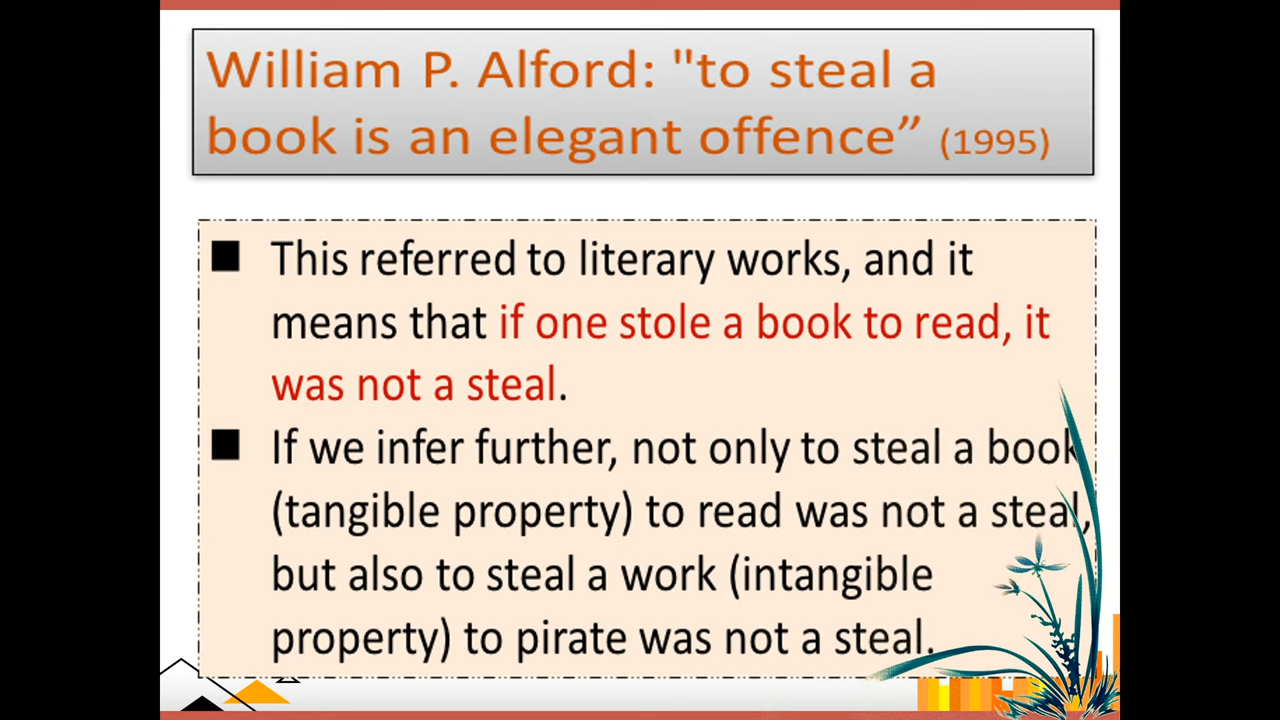 William P. Alford: "to steal a
book is an elegant offence” (1995)
■ This referred to literary works, and it
means that if one stole a book to read, it
was not a steal.
■ If we infer further, not only to steal a book
(tangible property) to read was not a steal,
but also to steal a work (intangible
property) to pirate was not a steal.